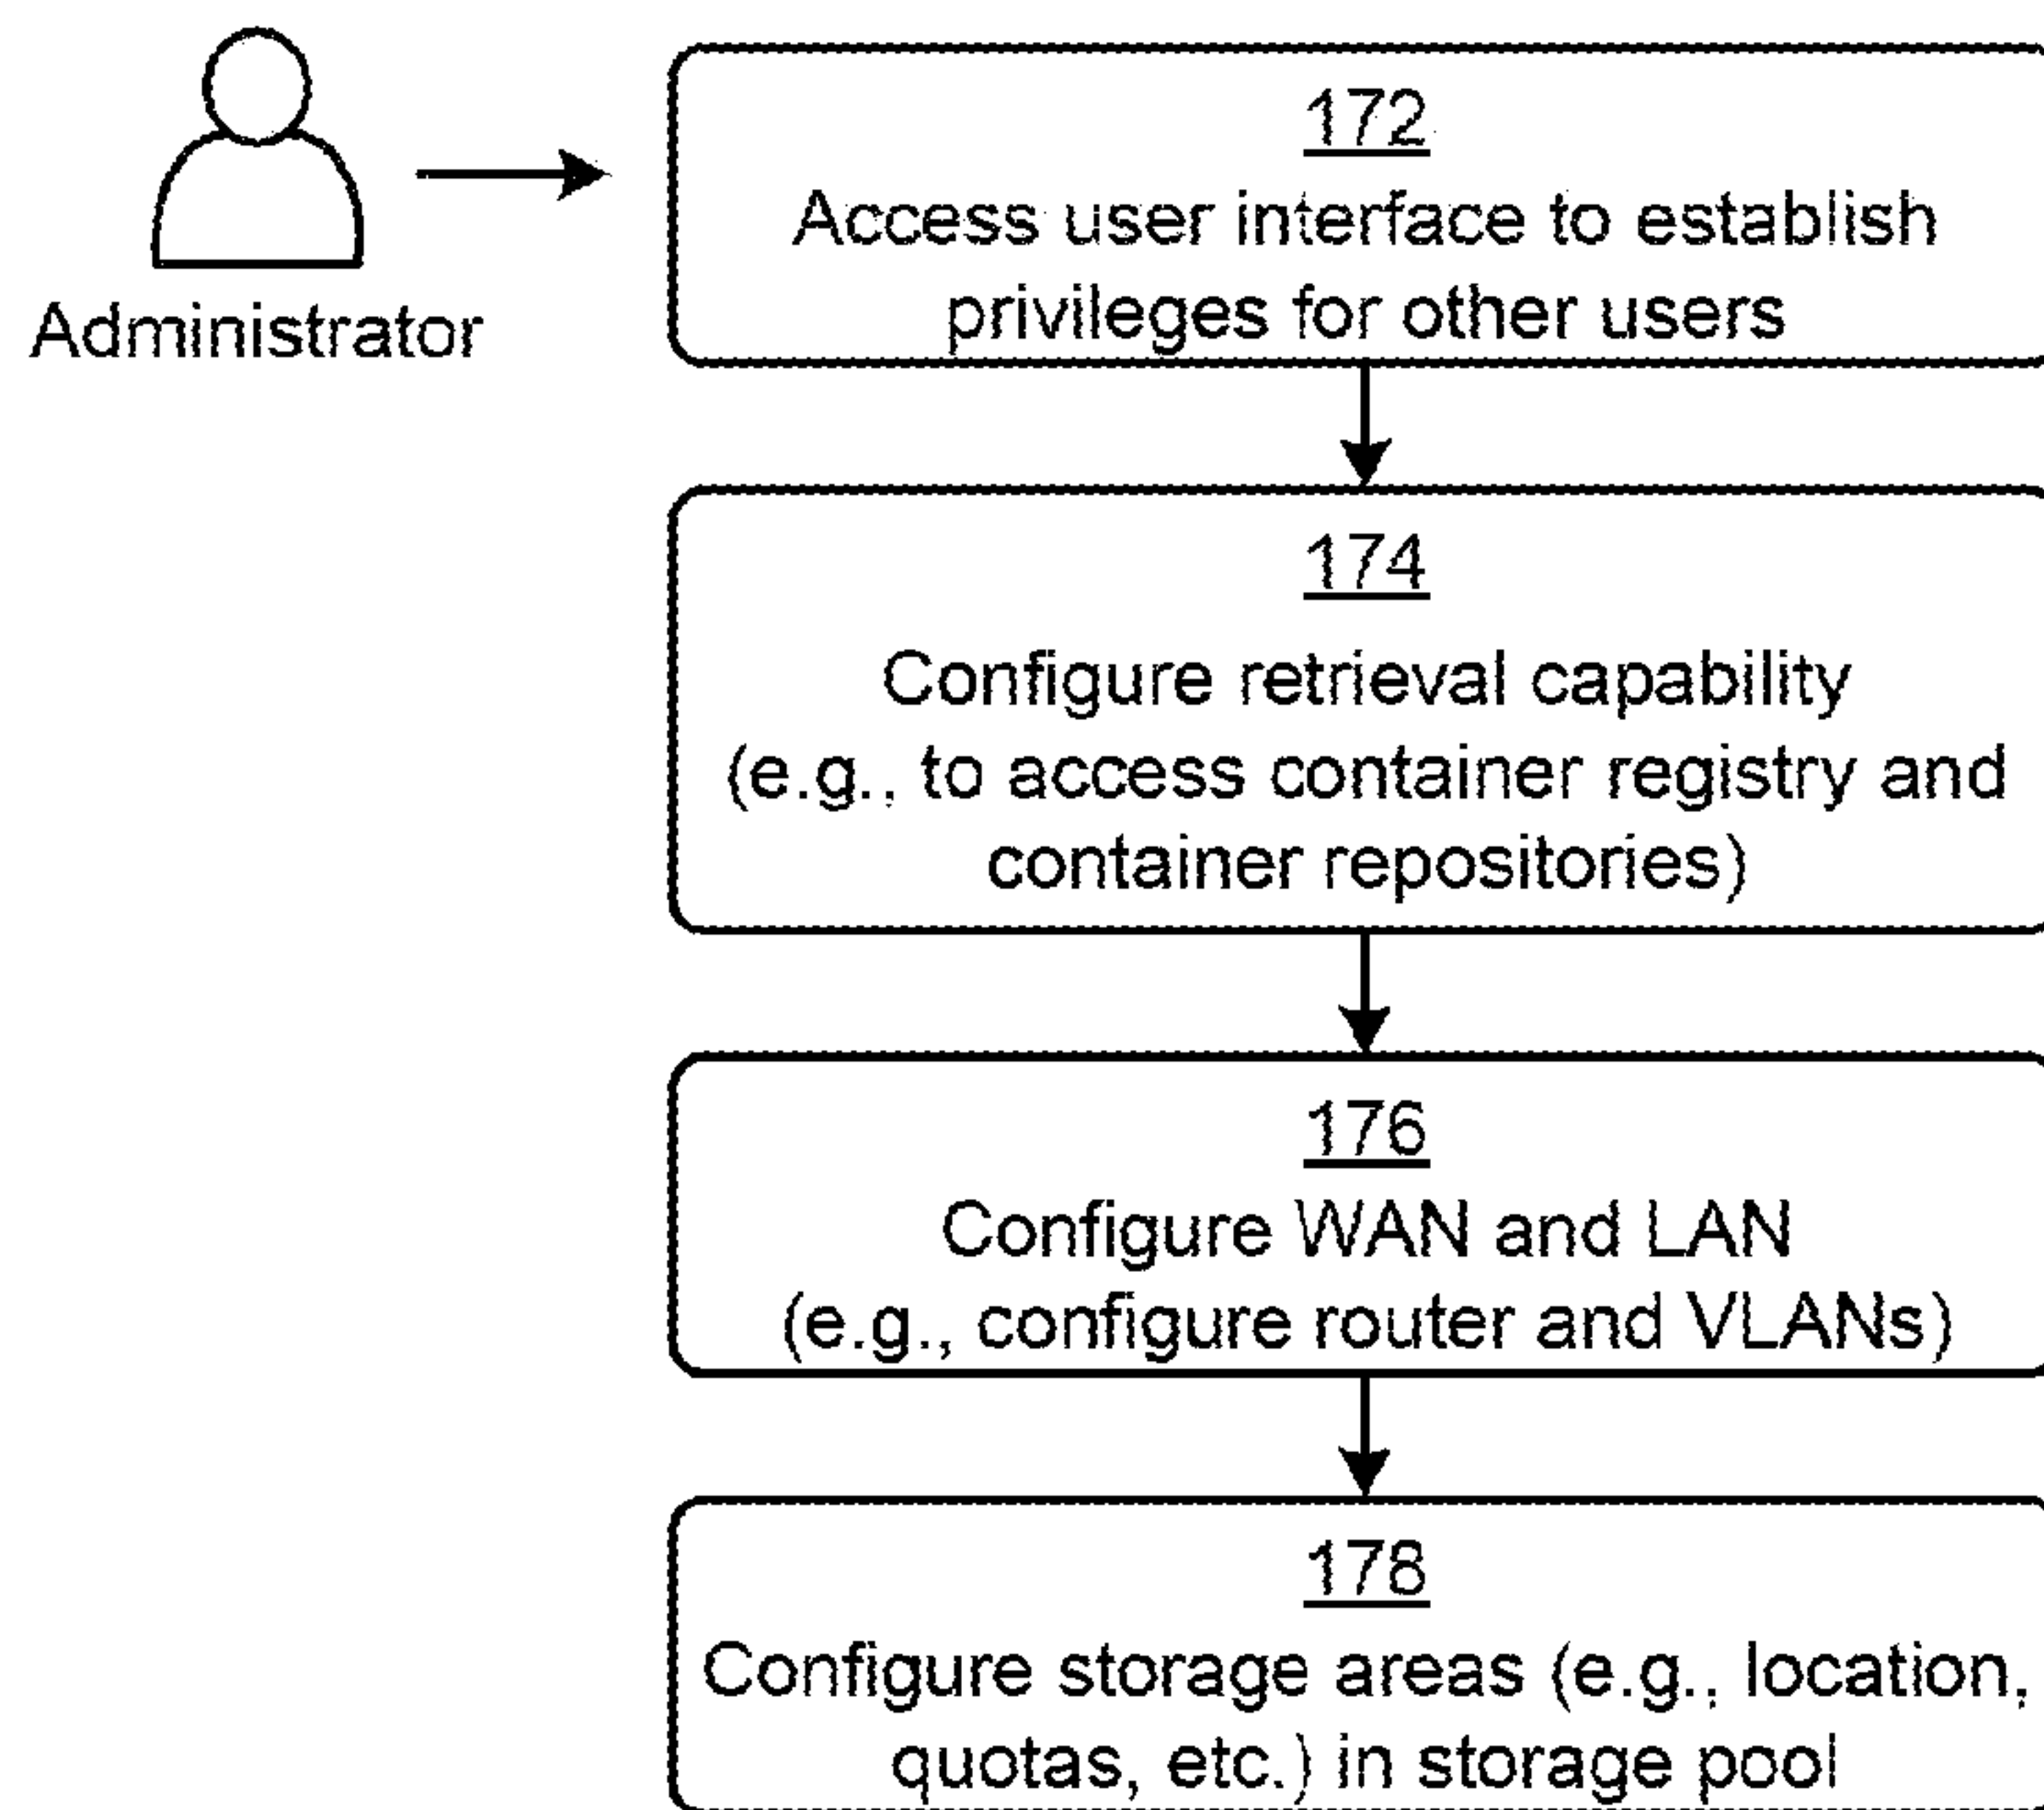 Administrator
172
Access user interface to establish
privileges for other users
174
Configure retrieval capability
(e.g., to access container registry and
container repositories)
176
Configure WAN and LAN
(e.g., configure router and VLANs)
178
Configure storage areas (e.g., location,
quotas, etc.) in storage pool